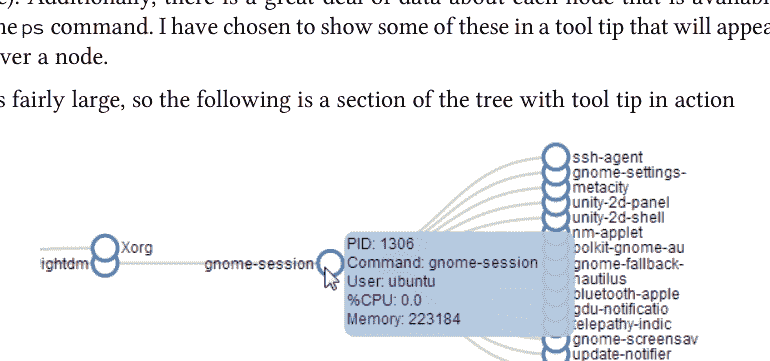 e). Additionally, there is a great deal of data about each node that is availab
ne ps command. I have chosen to show some of these in a tool tip that will appea
ver a node.
s fairly large, so the following is a section of the tree with tool tip in action
ssh-agent
gnome-settings-
metacity
unity-2d-panel
unity-2d-shell
nm-applet
Xorg
polkit-gnome-au
ightdm
gnome-session
PID: 1306
Command: gnome-session
User: ubuntu
%CPU: 0.0
Memory: 223184
gnome-fallback-
nautilus
bluetooth-apple
gdu-notificatio
telepathy-indic
gnome-screensav
update-notifier